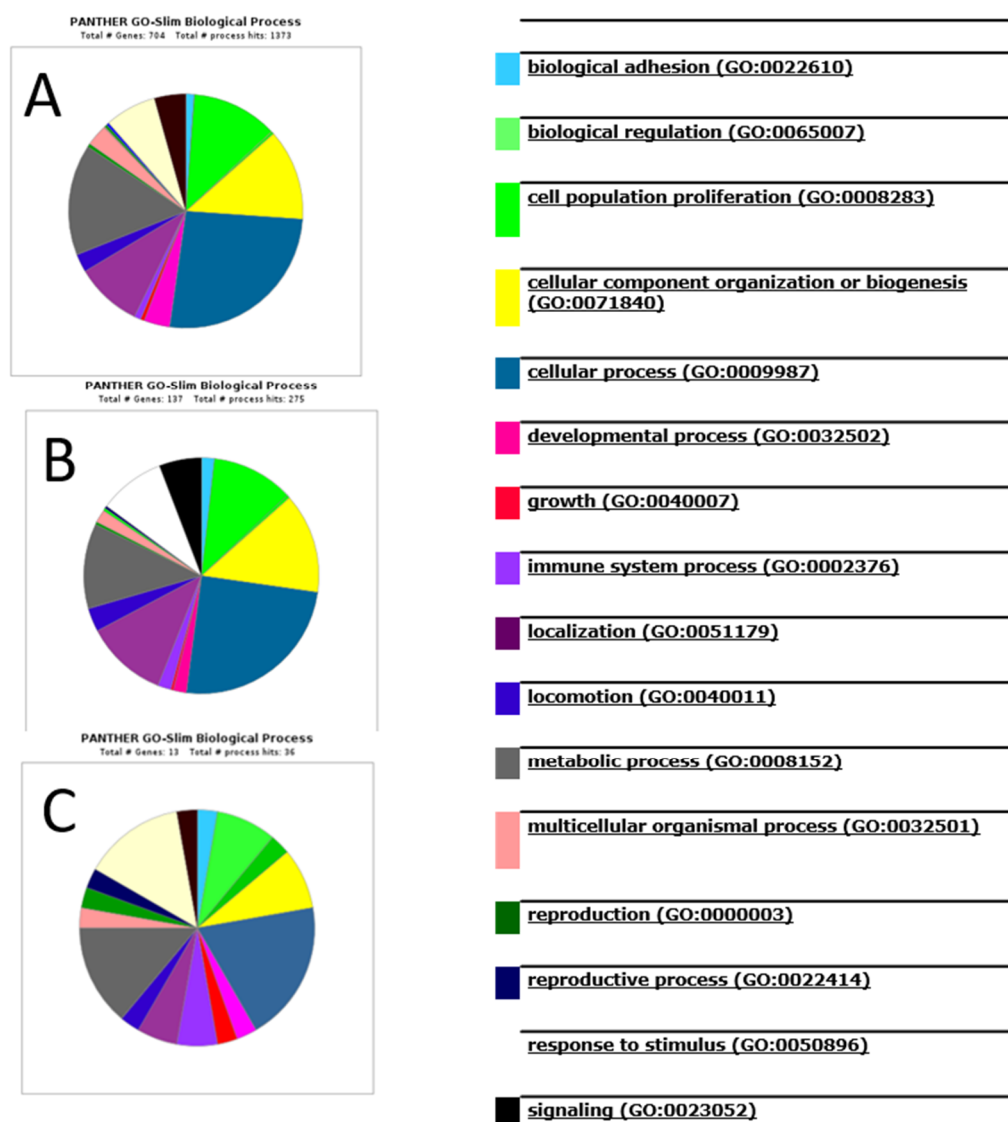 PANTHER GO-Slim Biological Process
Total # Genes: 704 Total # process hits: 1373
A
PANTHER GO-Slim Biological Process
Total # Genes: 137 Total # process hits: 275
B
PANTHER GO-Slim Biological Process
Total # Genes: 13 Total # process hits: 36
C
biological adhesion (GO:0022610)
biological regulation (GO:0065007)
cell population proliferation (GO:0008283)
cellular component organization or biogenesis
(GO:0071840)
cellular process (GO:0009987)
developmental process (GO:0032502)
growth (GO:0040007)
immune system process (GO:0002376)
localization (GO:0051179)
locomotion (GO:0040011)
metabolic process (GO:0008152)
multicellular organismal process (GO:0032501)
reproduction (GO:0000003)
reproductive process (GO:0022414)
response to stimulus (GO:0050896)
signaling (GO:0023052)